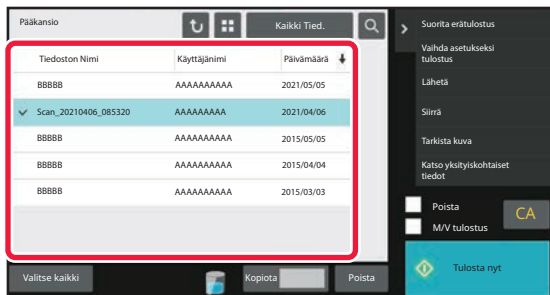 Pääkansio
Kaikki Tied.
Tiedoston Nimi Käyttäjänimi Päivämäärä
BBBBB AAAAAAAAAA 2021/05/05
Scan_20210406_085320 AAAAAAAAA 2021/04/06
BBBBB AAAAAAAAAA 2015/05/05
BBBBB AAAAAAAAAA 2015/04/04
BBBBB AAAAAAAAAA 2015/03/03
Valitse kaikki
Kopiota
Poista
Suorita erätulostus
Vaihda asetukseksi
tulostus
Lähetä
Siirrä
Tarkista kuva
Katso yksityiskohtaiset
tiedot
Poista
M/V tulostus
CA
Tulosta nyt